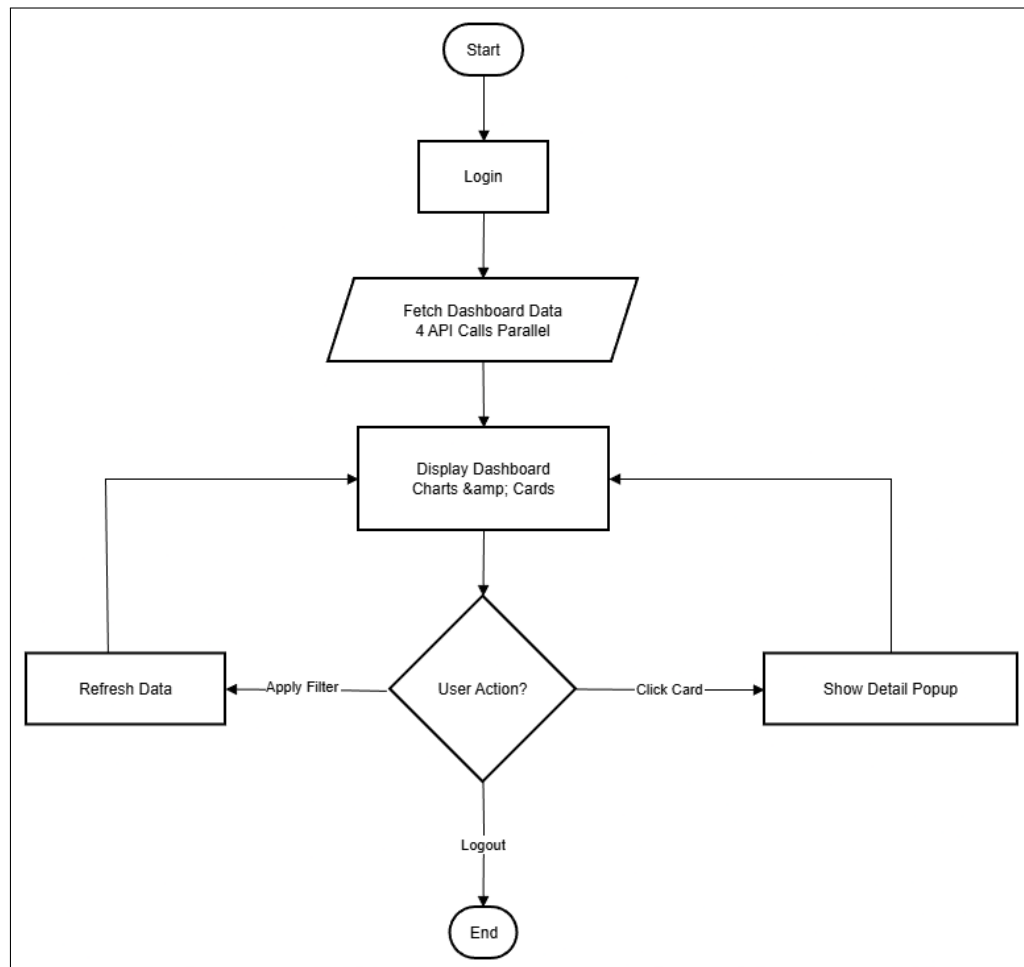 Start
Login
Fetch Dashboard Data
4 API Calls Parallel
Display Dashboard
Charts &amp; Cards
Refresh Data
Apply Filter
User Action?
Click Card
Show Detail Popup
Logout
End